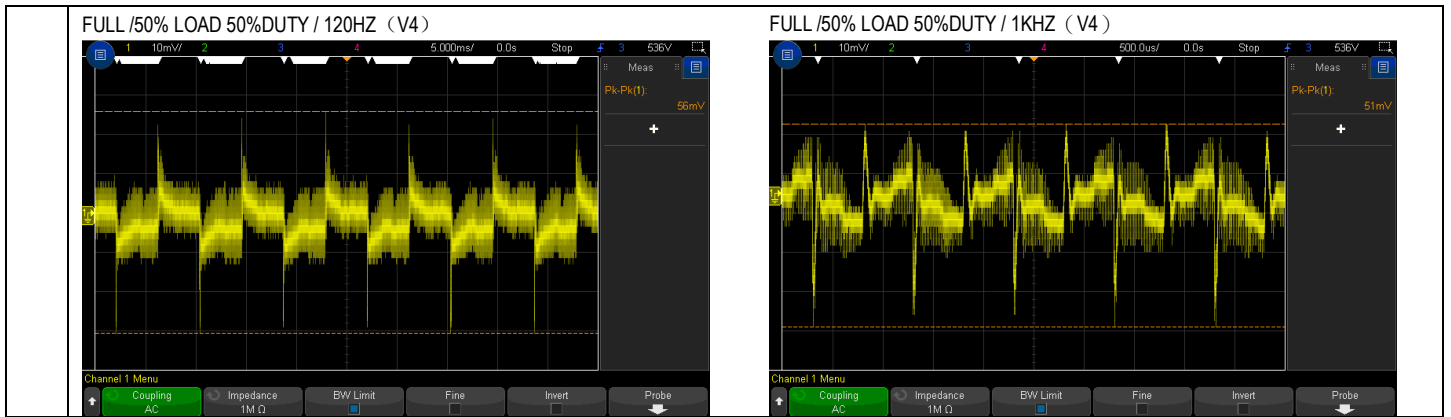 FULL /50% LOAD 50%DUTY / 120HZ（V4）
1 10mV/ 2 3 4 5.000ms/ 0.0s Stop 3 536V
Meas
Pk-Pk(1):
56mV
Channel 1 Menu
Coupling Impedance BW Limit Fine Invert Probe
AC 1M Ω
FULL /50% LOAD 50%DUTY / 1KHZ（V4）
1 10mV/ 2 3 4 500.0us/ 0.0s Stop 3 536V
Meas
Pk-Pk(1):
51mV
Channel 1 Menu
Coupling Impedance BW Limit Fine Invert Probe
AC 1M Ω